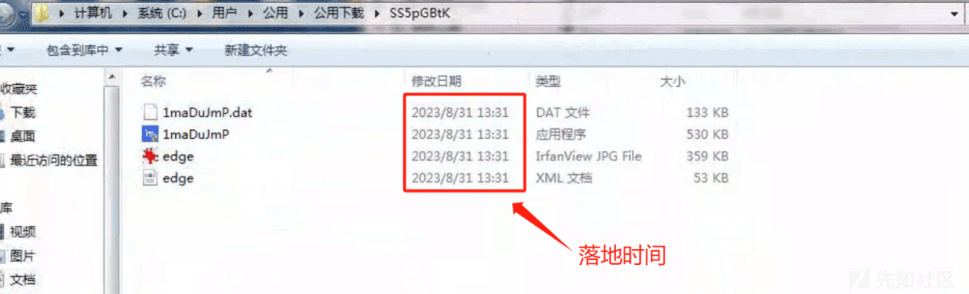 计算机 系统 (C:) 用户 公用 公用下载 SS5pGBtK
包含到库中 共享 新建文件夹
名称 修改日期 类型 大小
收藏夹
下载
桌面
最近访问的位置
库
视频
图片
文档
1maDuJmP.dat 2023/8/31 13:31 DAT 文件 133 KB
1maDuJmP 2023/8/31 13:31 应用程序 530 KB
edge 2023/8/31 13:31 IrfanView JPG File 359 KB
edge 2023/8/31 13:31 XML 文档 53 KB
落地时间
先知社区